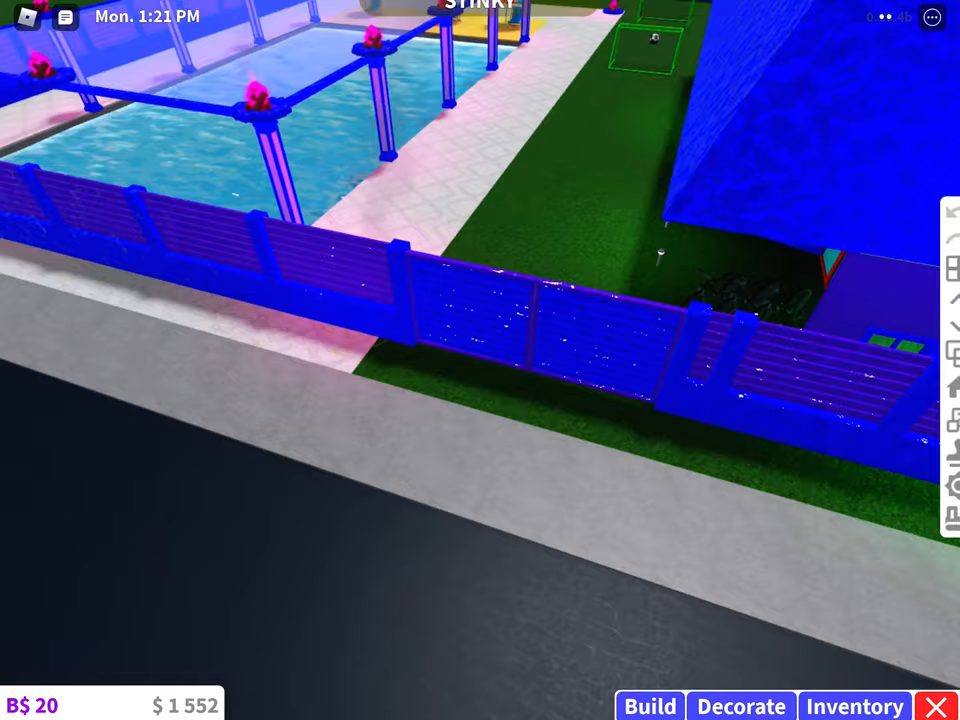 Mon. 1:21 PM
STINKY
B$ 20
$ 1 552
Build
Decorate
Inventory